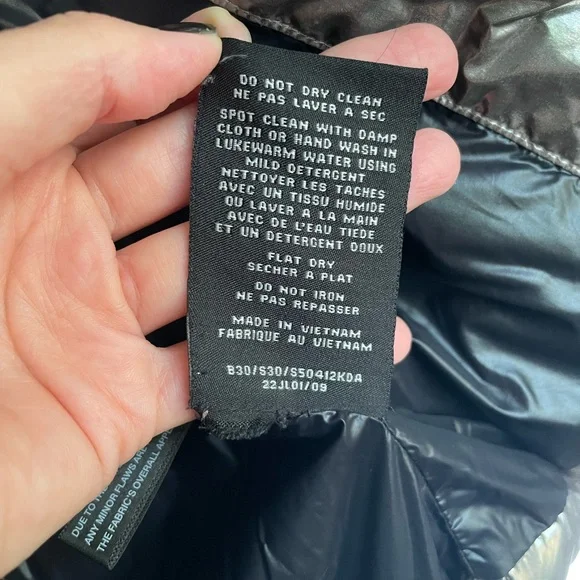 DO NOT DRY CLEAN
NE PAS LAVER A SEC
SPOT CLEAN WITH DAMP
CLOTH OR HAND WASH IN
LUKEWARM WATER USING
MILD DETERGENT
NETTOYER LES TACHES
AVEC UN TISSU HUMIDE
OU LAVER A LA MAIN
AVEC DE L'EAU TIEDE
ET UN DETERGENT DOUX
FLAT DRY
SECHER A PLAT
DO NOT IRON
NE PAS REPASSER
MADE IN VIETNAM
FABRIQUE AU VIETNAM
B30/S30/S50412KDA
22JL01/09
DUE TO
ANY MINOR FLAWS ARE
THE FABRIC'S OVERALL